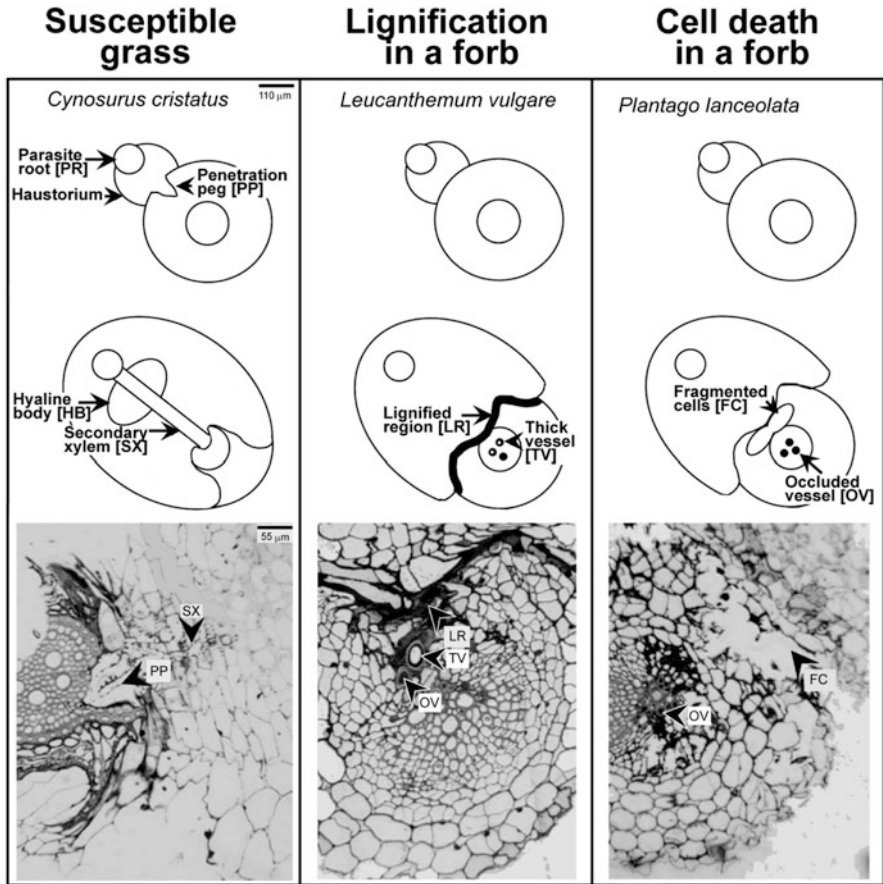 Susceptible
grass
Lignification
in a forb
Cell death
in a forb
Cynosurus cristatus
110 μm
Parasite
root [PR]
Haustorium
Penetration
peg [PP]
Hyaline
body [HB]
Secondary
xylem [SX]
55 μm
SX
PP
Leucanthemum vulgare
Lignified
region [LR]
Thick
vessel
[TV]
LR
TV
OV
Plantago lanceolata
Fragmented
cells [FC]
Occluded
vessel [OV]
FC
OV